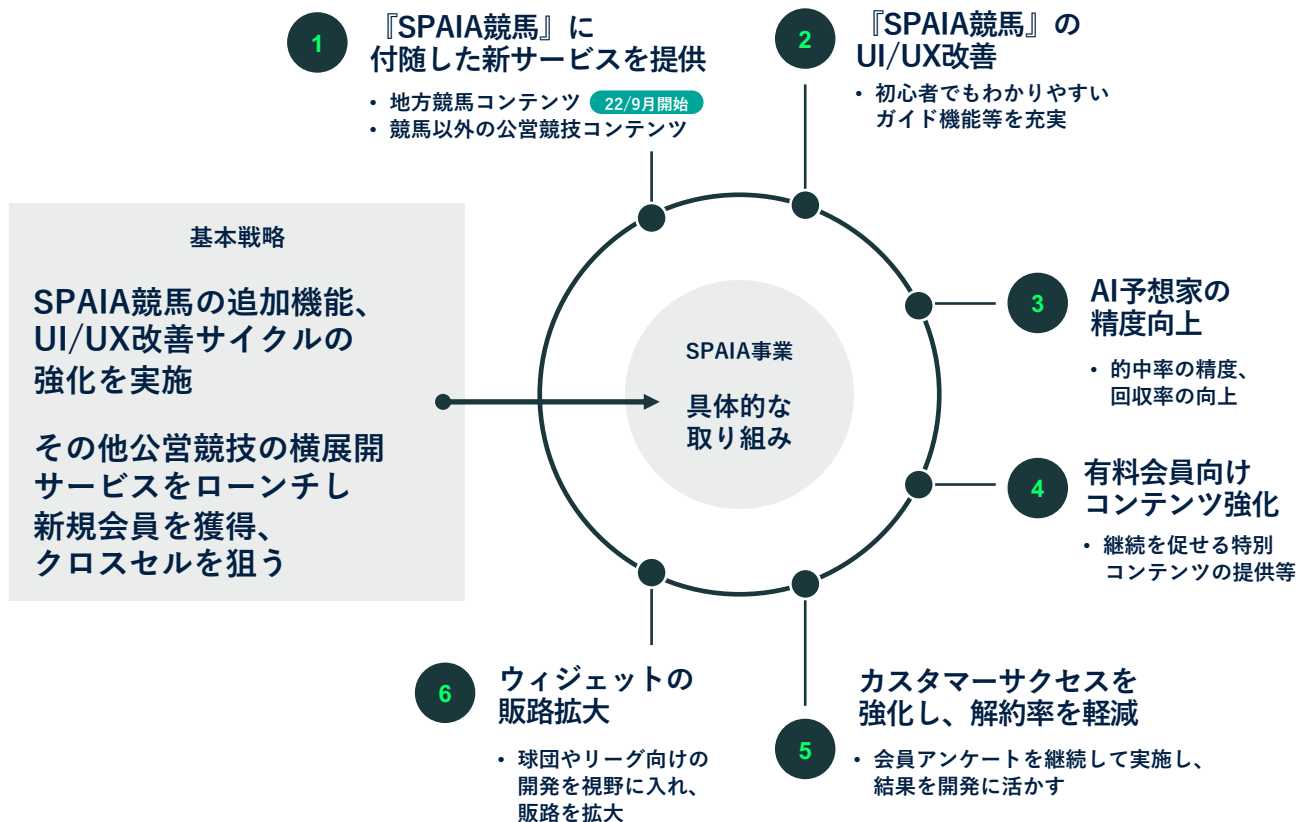 1
『SPAIA競馬』に
付随した新サービスを提供
• 地方競馬コンテンツ 22/9月開始
• 競馬以外の公営競技コンテンツ
2
『SPAIA競馬』の
UI/UX改善
• 初心者でもわかりやすい
ガイド機能等を充実
基本戦略
SPAIA競馬の追加機能、
UI/UX改善サイクルの
強化を実施
その他公営競技の横展開
サービスをローンチし
新規会員を獲得、
クロスセルを狙う
SPAIA事業
具体的な
取り組み
3
AI予想家の
精度向上
• 的中率の精度、
回収率の向上
4
有料会員向け
コンテンツ強化
• 継続を促せる特別
コンテンツの提供等
5
カスタマーサクセスを
強化し、解約率を軽減
• 会員アンケートを継続して実施し、
結果を開発に活かす
6
ウィジェットの
販路拡大
• 球団やリーグ向けの
開発を視野に入れ、
販路を拡大